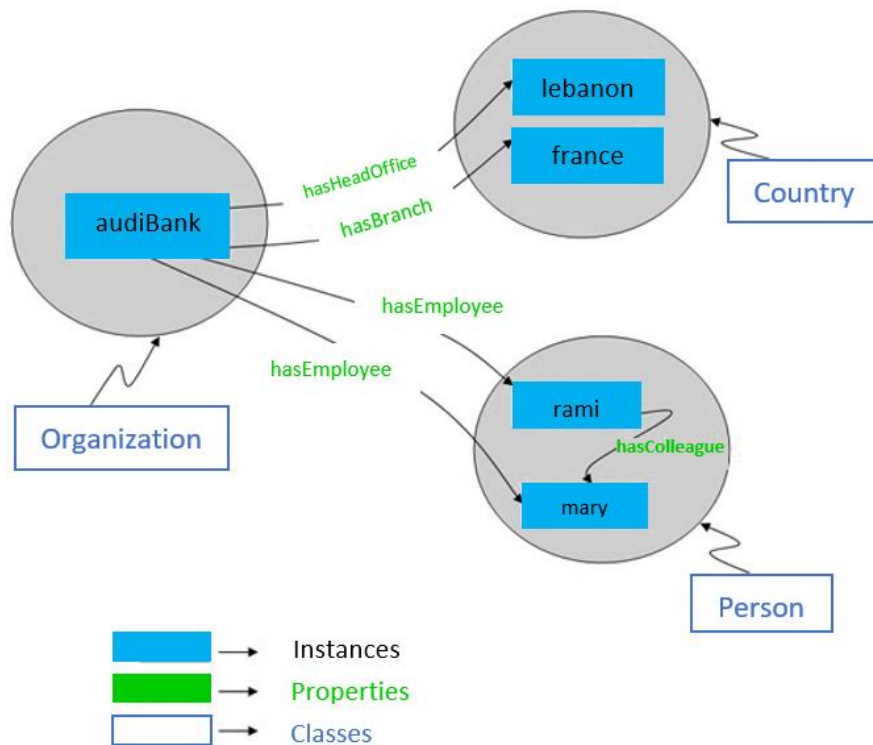 lebanon
france
hasHeadOffice
hasBranch
Country
audiBank
hasEmployee
hasEmployee
Organization
rami
hasColleague
mary
Person
Instances
Properties
Classes